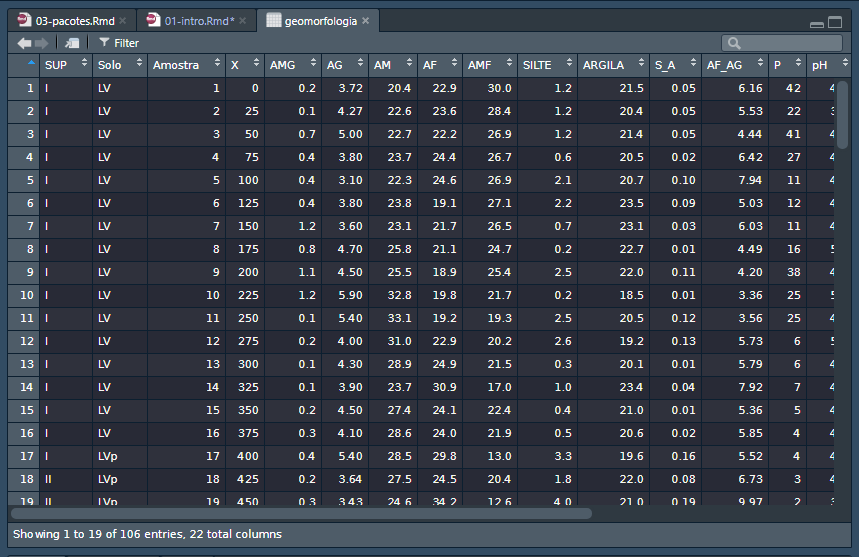 03-pacotes.Rmd 01-intro.Rmd* geomorfologia
Filter
SUP Solo Amostra X AMG AG AM AF AMF SILTE ARGILA S_A AF_AG P pH
1 I LV 1 0 0.2 3.72 20.4 22.9 30.0 1.2 21.5 0.05 6.16 42 4
2 I LV 2 25 0.1 4.27 22.6 23.6 28.4 1.2 20.4 0.05 5.53 22 3
3 I LV 3 50 0.7 5.00 22.7 22.2 26.9 1.2 21.4 0.05 4.44 41 4
4 I LV 4 75 0.4 3.80 23.7 24.4 26.7 0.6 20.5 0.02 6.42 27 4
5 I LV 5 100 0.4 3.10 22.3 24.6 26.9 2.1 20.7 0.10 7.94 11 4
6 I LV 6 125 0.4 3.80 23.8 19.1 27.1 2.2 23.5 0.09 5.03 12 4
7 I LV 7 150 1.2 3.60 23.1 21.7 26.5 0.7 23.1 0.03 6.03 11 4
8 I LV 8 175 0.8 4.70 25.8 21.1 24.7 0.2 22.7 0.01 4.49 16 5
9 I LV 9 200 1.1 4.50 25.5 18.9 25.4 2.5 22.0 0.11 4.20 38 4
10 I LV 10 225 1.2 5.90 32.8 19.8 21.7 0.2 18.5 0.01 3.36 25 5
11 I LV 11 250 0.1 5.40 33.1 19.2 19.3 2.5 20.5 0.12 3.56 25 4
12 I LV 12 275 0.2 4.00 31.0 22.9 20.2 2.6 19.2 0.13 5.73 6 5
13 I LV 13 300 0.1 4.30 28.9 24.9 21.5 0.3 20.1 0.01 5.79 6 4
14 I LV 14 325 0.1 3.90 23.7 30.9 17.0 1.0 23.4 0.04 7.92 7 4
15 I LV 15 350 0.2 4.50 27.4 24.1 22.4 0.4 21.0 0.01 5.36 5 4
16 I LV 16 375 0.3 4.10 28.6 24.0 21.9 0.5 20.6 0.02 5.85 4 4
17 I LVp 17 400 0.4 5.40 28.5 29.8 13.0 3.3 19.6 0.16 5.52 4 4
18 II LVp 18 425 0.2 3.64 27.5 24.5 20.4 1.8 22.0 0.08 6.73 3 4
19 II LVp 19 450 0.3 3.43 24.6 34.2 12.6 4.0 21.0 0.19 9.97 2 3
Showing 1 to 19 of 106 entries, 22 total columns